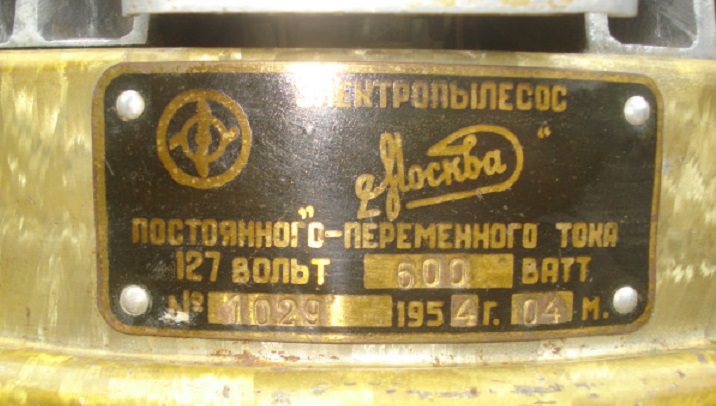 ЭЛЕКТРОПЫЛЕСОС
„Москва“
ПОСТОЯННОГО-ПЕРЕМЕННОГО ТОКА
127 ВОЛЬТ 600 ВАТТ
№ 1029 1954 г. 04 м.